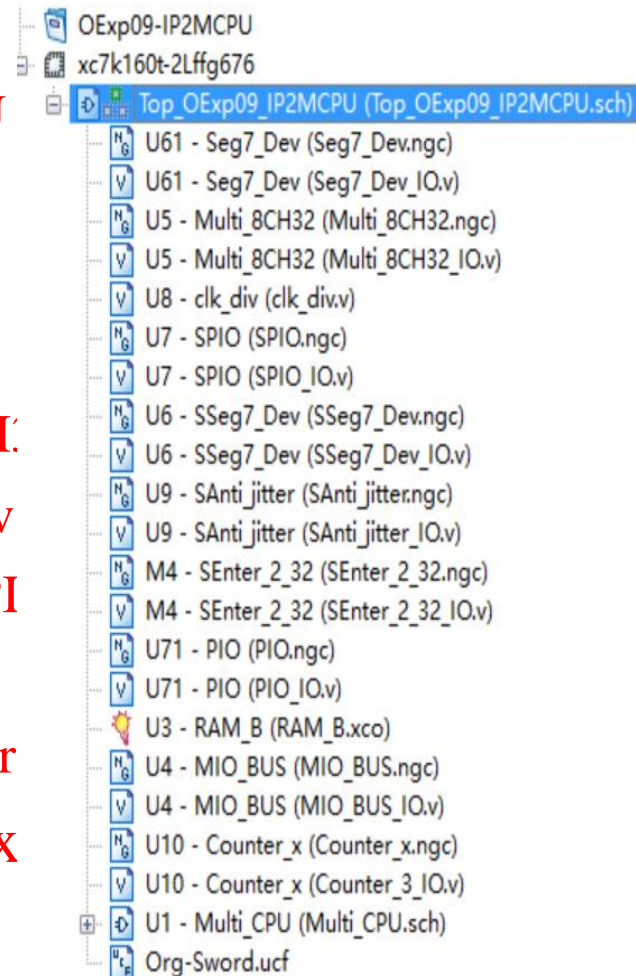 OExp09-IP2MCPU
xc7k160t-2Lffg676
Top_OExp09_IP2MCPU (Top_OExp09_IP2MCPU.sch)
U61 - Seg7_Dev (Seg7_Dev.ngc)
U61 - Seg7_Dev (Seg7_Dev_IO.v)
U5 - Multi_8CH32 (Multi_8CH32.ngc)
U5 - Multi_8CH32 (Multi_8CH32_IO.v)
U8 - clk_div (clk_div.v)
U7 - SPIO (SPIO.ngc)
U7 - SPIO (SPIO_IO.v)
U6 - SSeg7_Dev (SSeg7_Dev.ngc)
U6 - SSeg7_Dev (SSeg7_Dev_IO.v)
U9 - SAnti_jitter (SAnti_jitter.ngc)
U9 - SAnti_jitter (SAnti_jitter_IO.v)
M4 - SEnter_2_32 (SEnter_2_32.ngc)
M4 - SEnter_2_32 (SEnter_2_32_IO.v)
U71 - PIO (PIO.ngc)
U71 - PIO (PIO_IO.v)
U3 - RAM_B (RAM_B.xco)
U4 - MIO_BUS (MIO_BUS.ngc)
U4 - MIO_BUS (MIO_BUS_IO.v)
U10 - Counter_x (Counter_x.ngc)
U10 - Counter_x (Counter_3_IO.v)
U1 - Multi_CPU (Multi_CPU.sch)
Org-Sword.ucf